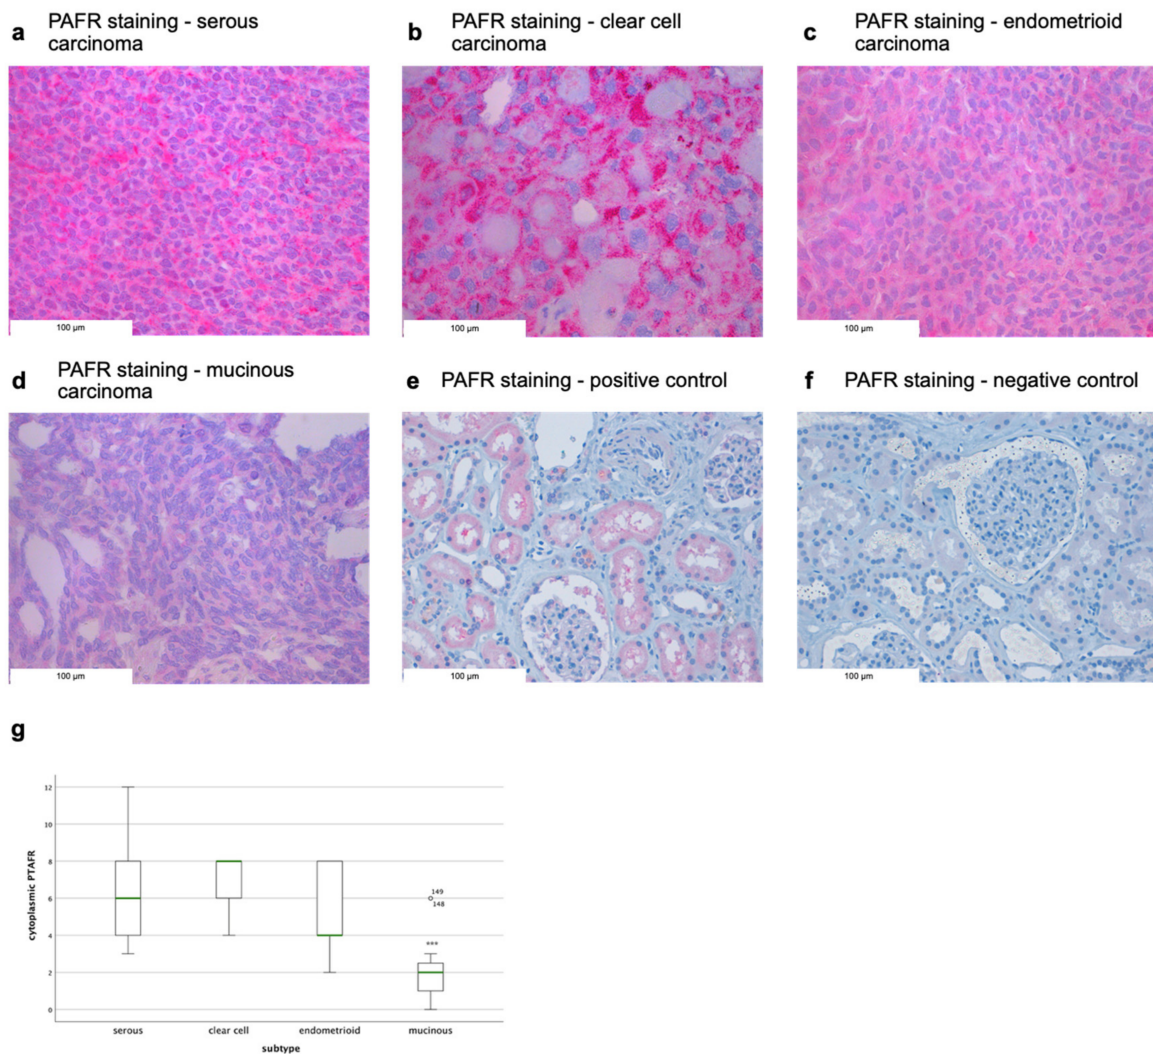 a PAFR staining - serous
carcinoma
b PAFR staining - clear cell
carcinoma
c PAFR staining - endometrioid
carcinoma
100 µm
100 µm
100 µm
d PAFR staining - mucinous
carcinoma
e PAFR staining - positive control
f PAFR staining - negative control
100 µm
100 µm
100 µm
g
cytoplasmic PTAFR
12
10
8
6
4
2
0
149
148
***
serous clear cell endometrioid mucinous
subtype